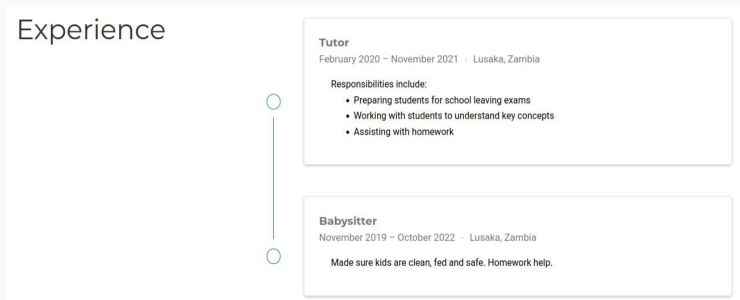 Experience
Tutor
February 2020 – November 2021 · Lusaka, Zambia
Responsibilities include:
• Preparing students for school leaving exams
• Working with students to understand key concepts
• Assisting with homework
Babysitter
November 2019 – October 2022 · Lusaka, Zambia
Made sure kids are clean, fed and safe. Homework help.